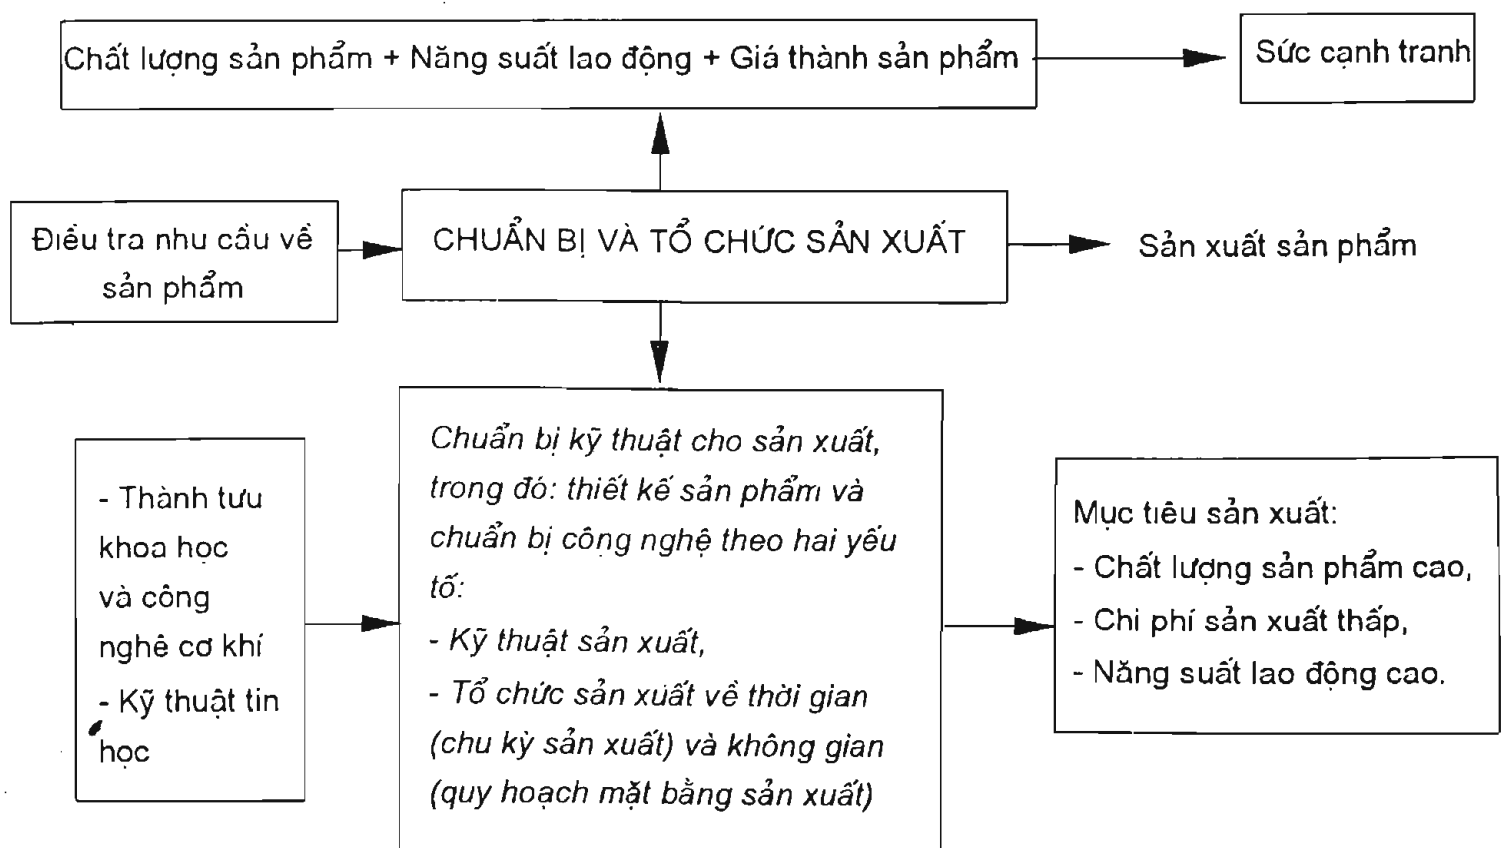 Chất lượng sản phẩm + Năng suất lao động + Giá thành sản phẩm
Sức cạnh tranh
Điều tra nhu cầu về
sản phẩm
CHUẨN BỊ VÀ TỔ CHỨC SẢN XUẤT
Sản xuất sản phẩm
- Thành tưu
khoa học
và công
nghê cơ khí
- Kỹ thuật tin
học
Chuẩn bị kỹ thuật cho sản xuất,
trong đó: thiết kế sản phẩm và
chuẩn bị công nghệ theo hai yếu
tố:
- Kỹ thuật sản xuất,
- Tổ chức sản xuất về thời gian
(chu kỳ sản xuất) và không gian
(quy hoạch mặt bằng sản xuất)
Mục tiêu sản xuất:
- Chất lượng sản phẩm cao,
- Chi phí sản xuất thấp,
- Năng suất lao động cao.